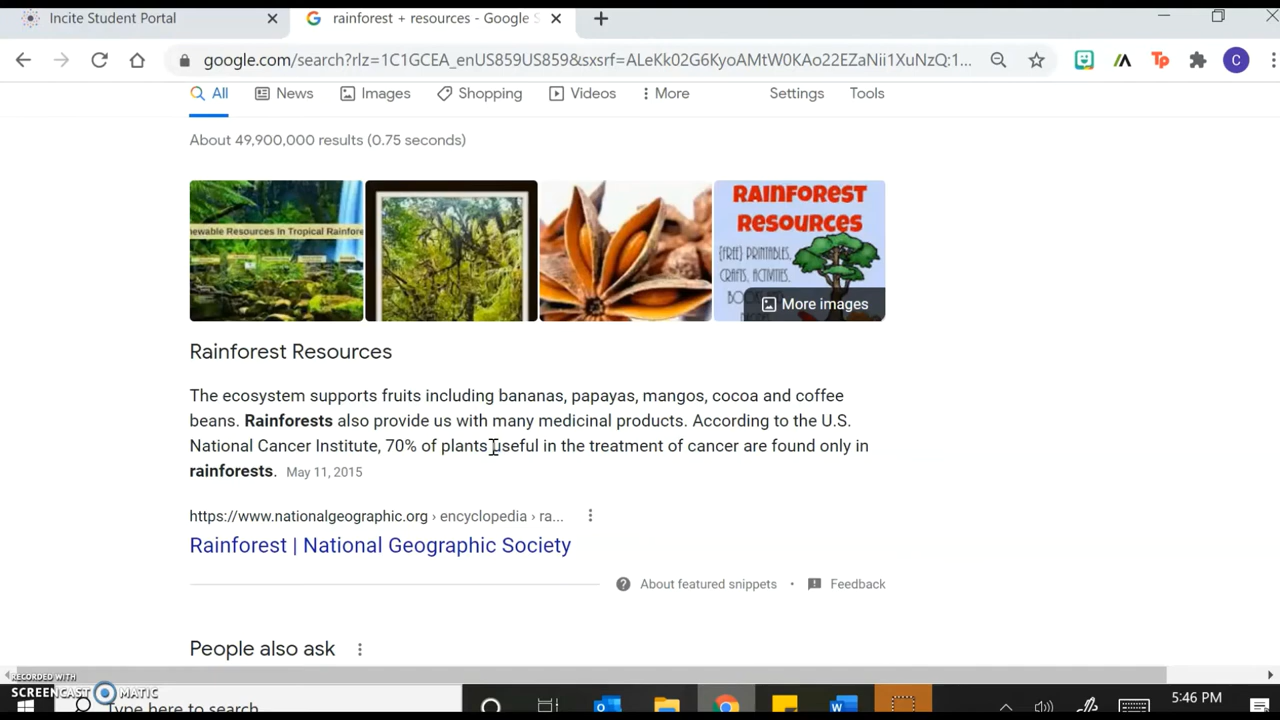 Incite Student Portal
rainforest + resources - Google S
google.com/search?rlz=1C1GCEA_enUS859US859&sxsrf=ALeKk02G6KyoAMtW0KAo22EZaNii1XuNzQ:1...
Tp
C
All News Images Shopping Videos More Settings Tools
About 49,900,000 results (0.75 seconds)
ewable Resources In Tropical Rainfore
RAINFOREST
RESOURCES
{FREE} PRINTABLES,
CRAFTS, ACTIVITIES,
More images
Rainforest Resources
The ecosystem supports fruits including bananas, papayas, mangos, cocoa and coffee
beans. Rainforests also provide us with many medicinal products. According to the U.S.
National Cancer Institute, 70% of plants useful in the treatment of cancer are found only in
rainforests. May 11, 2015
https://www.nationalgeographic.org › encyclopedia › ra...
Rainforest | National Geographic Society
About featured snippets • Feedback
People also ask
RECORDED WITH
SCREENCAST MATIC
Type here to search
5:46 PM